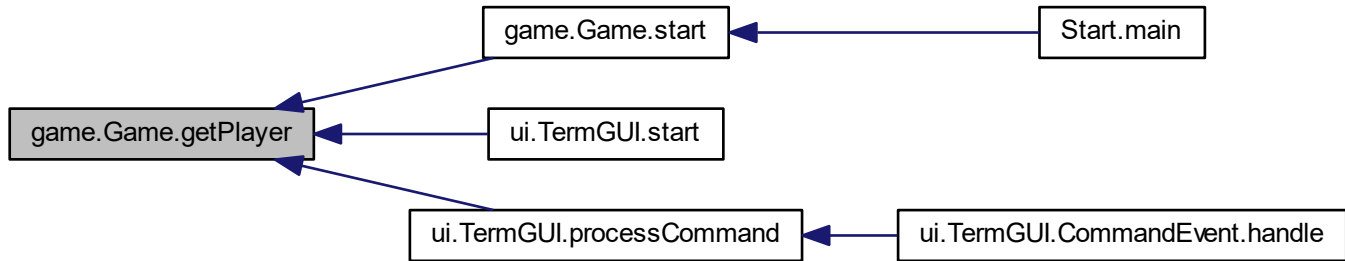 game.Game.start
Start.main
game.Game.getPlayer
ui.TermGUI.start
ui.TermGUI.processCommand
ui.TermGUI.CommandEvent.handle